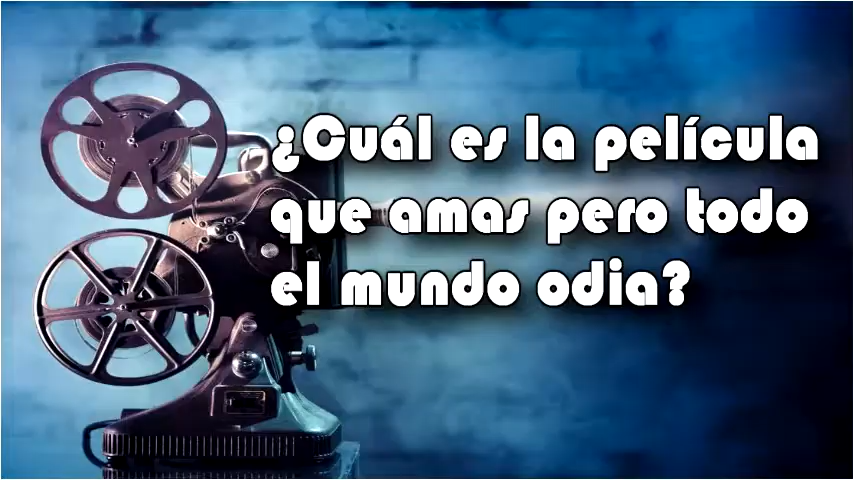 ¿Cuál es la película
que amas pero todo
el mundo odia?